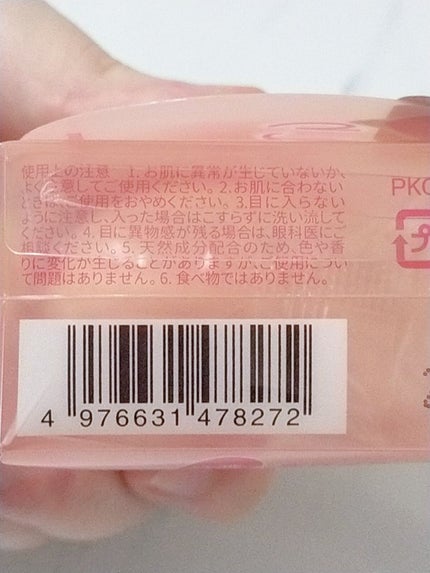 使用上の注意 1.お肌に異常が生じていないか、
よく注意してご使用ください。2.お肌に合わない
ときはご使用をおやめください。3.目に入らない
ように注意し、入った場合はこすらずに洗い流して
ください。4.目に異物感が残る場合は、眼科医にご
相談ください。5.天然成分配合のため、色や香
りに変化が生じることがありますが、ご使用につい
て問題はありません。6.食べ物ではありません。
PKG
プ
4 976631 478272